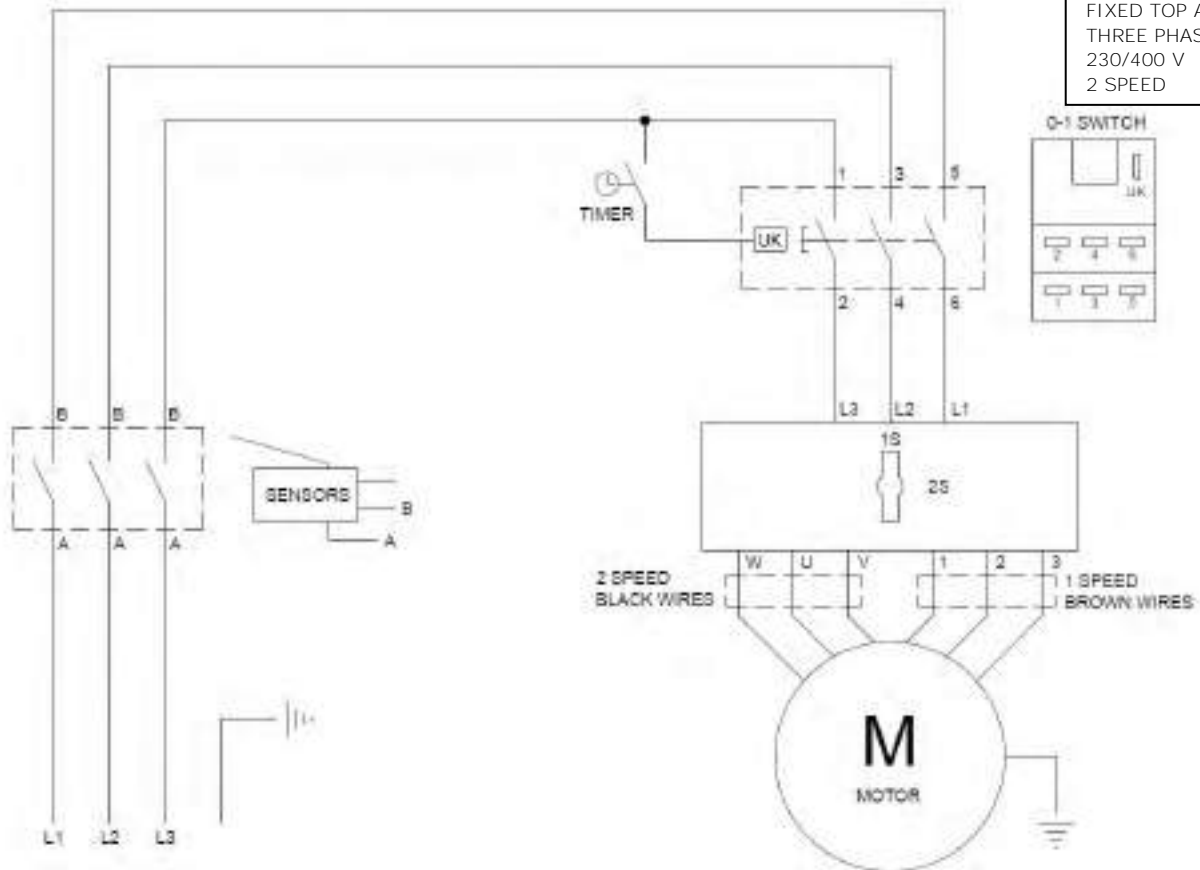 FIXED TOP A
THREE PHAS
230/400 V
2 SPEED
0-1 SWITCH
UK
2 4 6
1 3 5
TIMER
1 3 5
UK
2 4 6
B B B
SENSORS
B
A
A A A
L3 L2 L1
1S
2S
W U V 1 2 3
2 SPEED
BLACK WIRES
1 SPEED
BROWN WIRES
M
MOTOR
L1 L2 L3